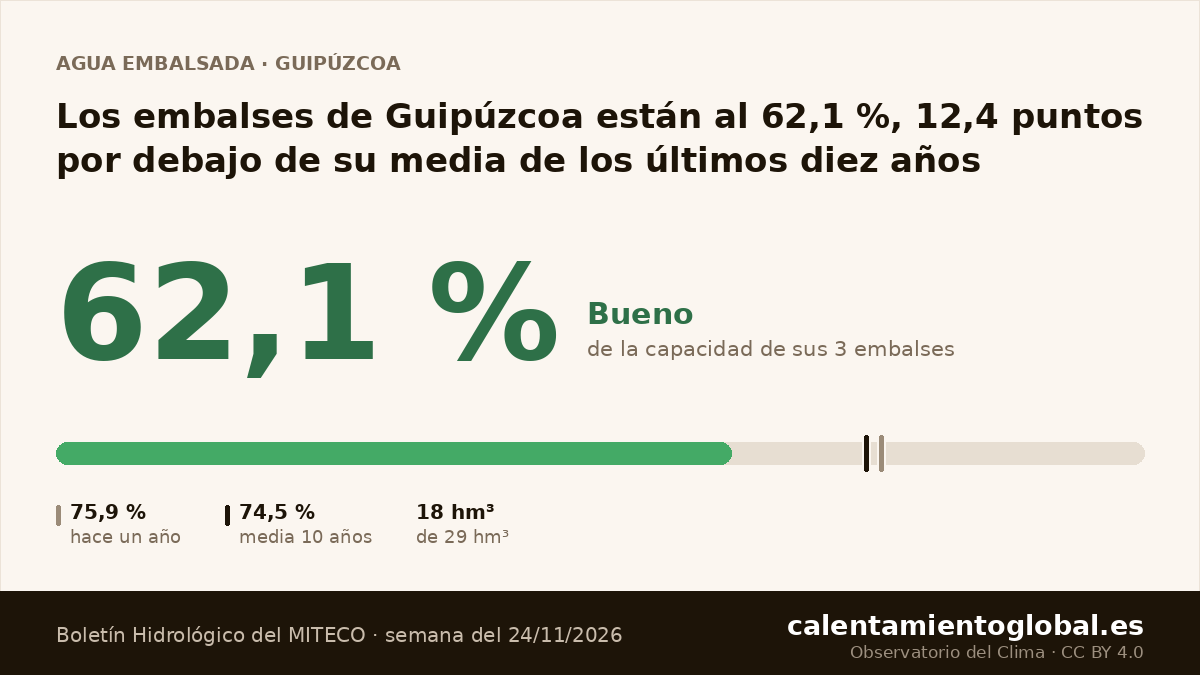 AGUA EMBALSADA · GUIPÚZCOA
Los embalses de Guipúzcoa están al 62,1 %, 12,4 puntos
por debajo de su media de los últimos diez años
62,1 %
Bueno
de la capacidad de sus 3 embalses
75,9 %
hace un año
74,5 %
media 10 años
18 hm³
de 29 hm³
Boletín Hidrológico del MITECO · semana del 24/11/2026
calentamientoglobal.es
Observatorio del Clima · CC BY 4.0